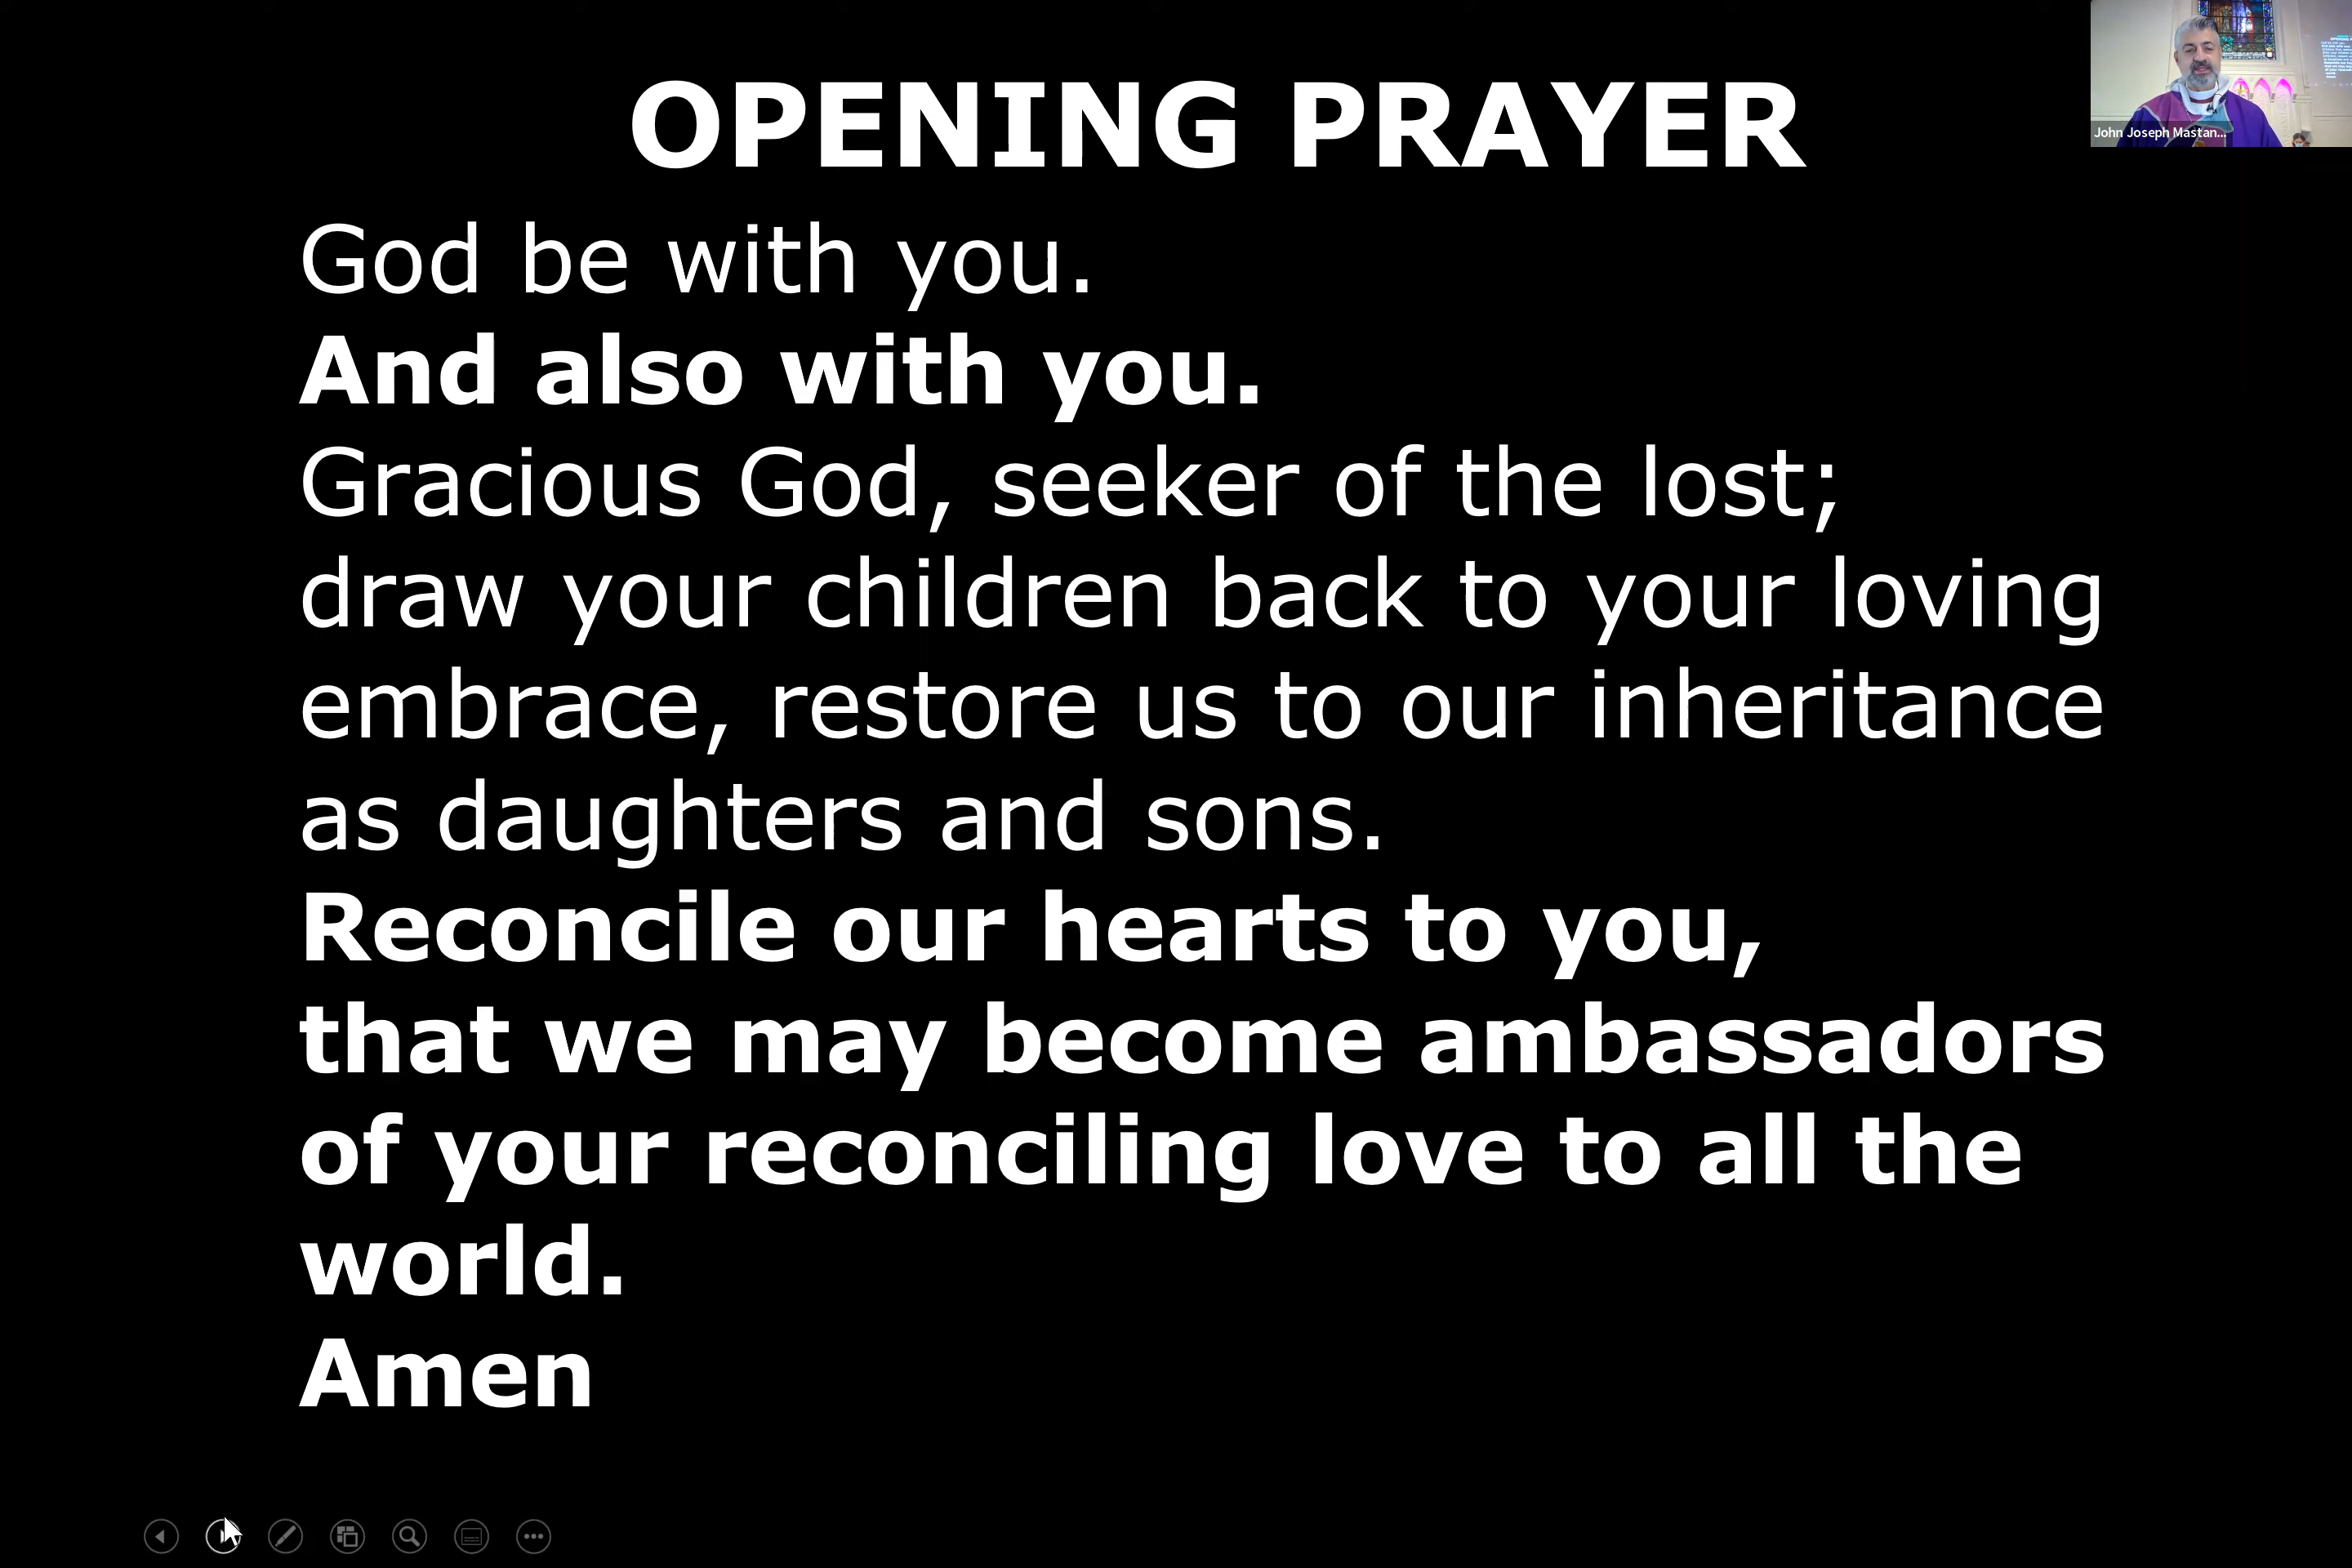 OPENING PRAYER
God be with you.
And also with you.
Gracious God, seeker of the lost;
draw your children back to your loving
embrace, restore us to our inheritance
as daughters and sons.
Reconcile our hearts to you,
that we may become ambassadors
of your reconciling love to all the
world.
Amen
John Joseph Mastan...